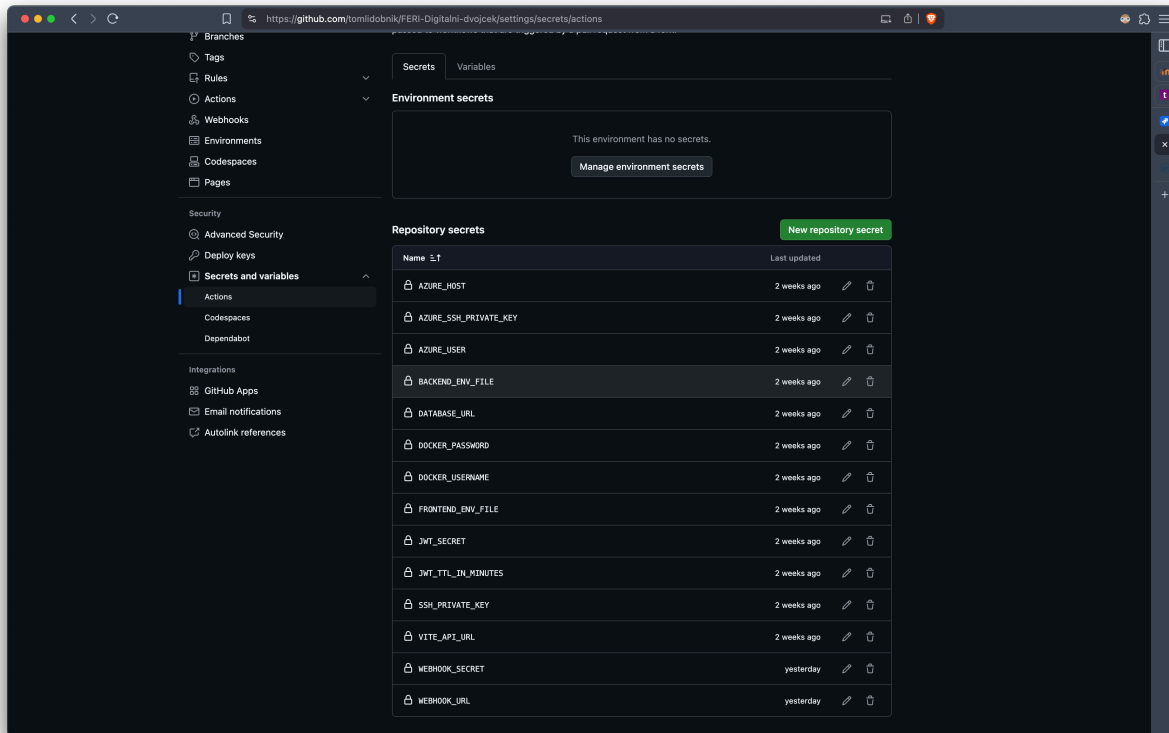 https://github.com/tomlidobnik/FERI-Digitalni-dvojcek/settings/secrets/actions
Branches
Tags
Rules
Actions
Webhooks
Environments
Codespaces
Pages
Security
Advanced Security
Deploy keys
Secrets and variables
Actions
Codespaces
Dependabot
Integrations
GitHub Apps
Email notifications
Autolink references
Secrets Variables
Environment secrets
This environment has no secrets.
Manage environment secrets
Repository secrets New repository secret
Name Last updated
AZURE_HOST 2 weeks ago
AZURE_SSH_PRIVATE_KEY 2 weeks ago
AZURE_USER 2 weeks ago
BACKEND_ENV_FILE 2 weeks ago
DATABASE_URL 2 weeks ago
DOCKER_PASSWORD 2 weeks ago
DOCKER_USERNAME 2 weeks ago
FRONTEND_ENV_FILE 2 weeks ago
JWT_SECRET 2 weeks ago
JWT_TTL_IN_MINUTES 2 weeks ago
SSH_PRIVATE_KEY 2 weeks ago
VITE_API_URL 2 weeks ago
WEBHOOK_SECRET yesterday
WEBHOOK_URL yesterday